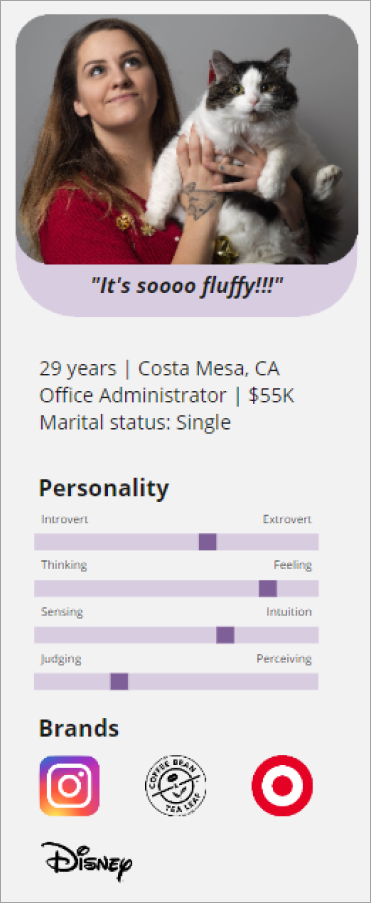 "It's soooo fluffy!!!"
29 years | Costa Mesa, CA
Office Administrator | $55K
Marital status: Single
Personality
Introvert Extrovert
Thinking Feeling
Sensing Intuition
Judging Perceiving
Brands
COFFEE BEAN
TEA LEAF
Disney